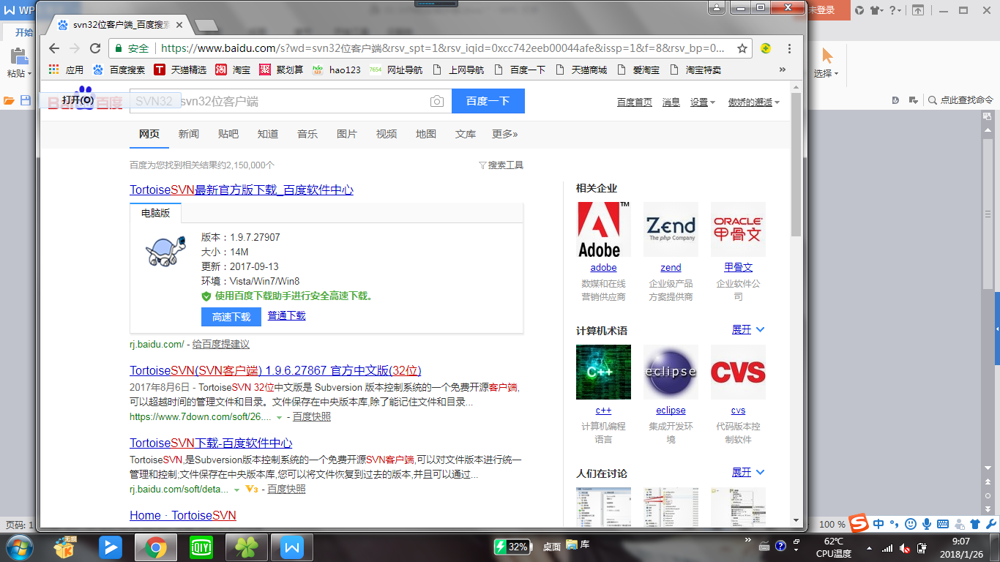 WPS
未登录
开始
粘贴
选择
点此查找命令
svn32位客户端_百度搜索
安全
https://www.baidu.com/s?wd=svn32位客户端&rsv_spt=1&rsv_iqid=0xcc742eeb00044afe&issp=1&f=8&rsv_bp=0...
应用 百度搜索 天猫精选 淘宝 聚划算 hao123 网址导航 上网导航 百度一下 天猫商城 爱淘宝 淘宝特卖 »
打开(O) SVN32 svn32位客户端 百度一下
百度首页 消息 设置 傲娇的邂逅
网页 新闻 贴吧 知道 音乐 图片 视频 地图 文库 更多»
百度为您找到相关结果约2,150,000个 搜索工具
TortoiseSVN最新官方版下载_百度软件中心
电脑版
版本：1.9.7.27907
大小：14M
更新：2017-09-13
环境：Vista/Win7/Win8
使用百度下载助手进行安全高速下载。
高速下载 普通下载
rj.baidu.com/ - 给百度提建议
TortoiseSVN(SVN客户端) 1.9.6.27867 官方中文版(32位)
2017年8月6日 - TortoiseSVN 32位中文版是 Subversion 版本控制系统的一个免费开源客户端,
可以超越时间的管理文件和目录。文件保存在中央版本库,除了能记住文件和目录...
https://www.7down.com/soft/26.... - 百度快照
TortoiseSVN下载-百度软件中心
TortoiseSVN,是Subversion版本控制系统的一个免费开源SVN客户端,可以对文件版本进行统一
管理和控制;文件保存在中央版本库,您可以将文件恢复到过去的版本,并且可以通过...
rj.baidu.com/soft/deta... V3 - 百度快照
Home · TortoiseSVN
相关企业
Adobe
Zend
The php Company
ORACLE
甲骨文
adobe zend 甲骨文
数媒和在线 企业级产品 企业软件公
营销供应商 方案提供商 司
计算机术语 展开
C++ eclipse CVS
c++ eclipse cvs
计算机编程 集成开发环 代码版本控
语言 境 制软件
人们在讨论 展开
页码: 1
100 %
中
无损
QIY
32%
桌面 库
62℃
CPU温度
9:07
2018/1/26